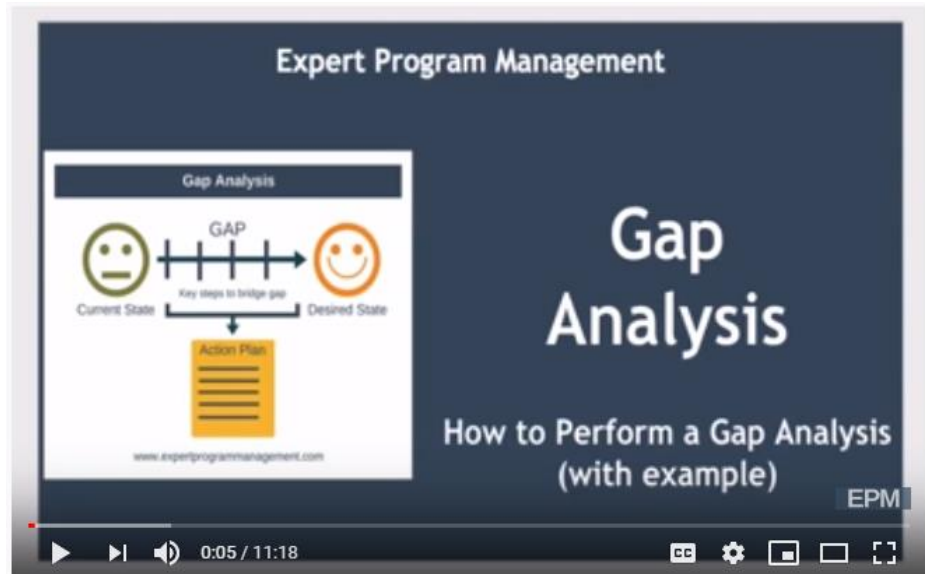 Expert Program Management
Gap Analysis
GAP
Key steps to bridge gap
Current State
Desired State
Action Plan
www.expertprogrammanagement.com
Gap
Analysis
How to Perform a Gap Analysis
(with example)
EPM
0:05 / 11:18
CC